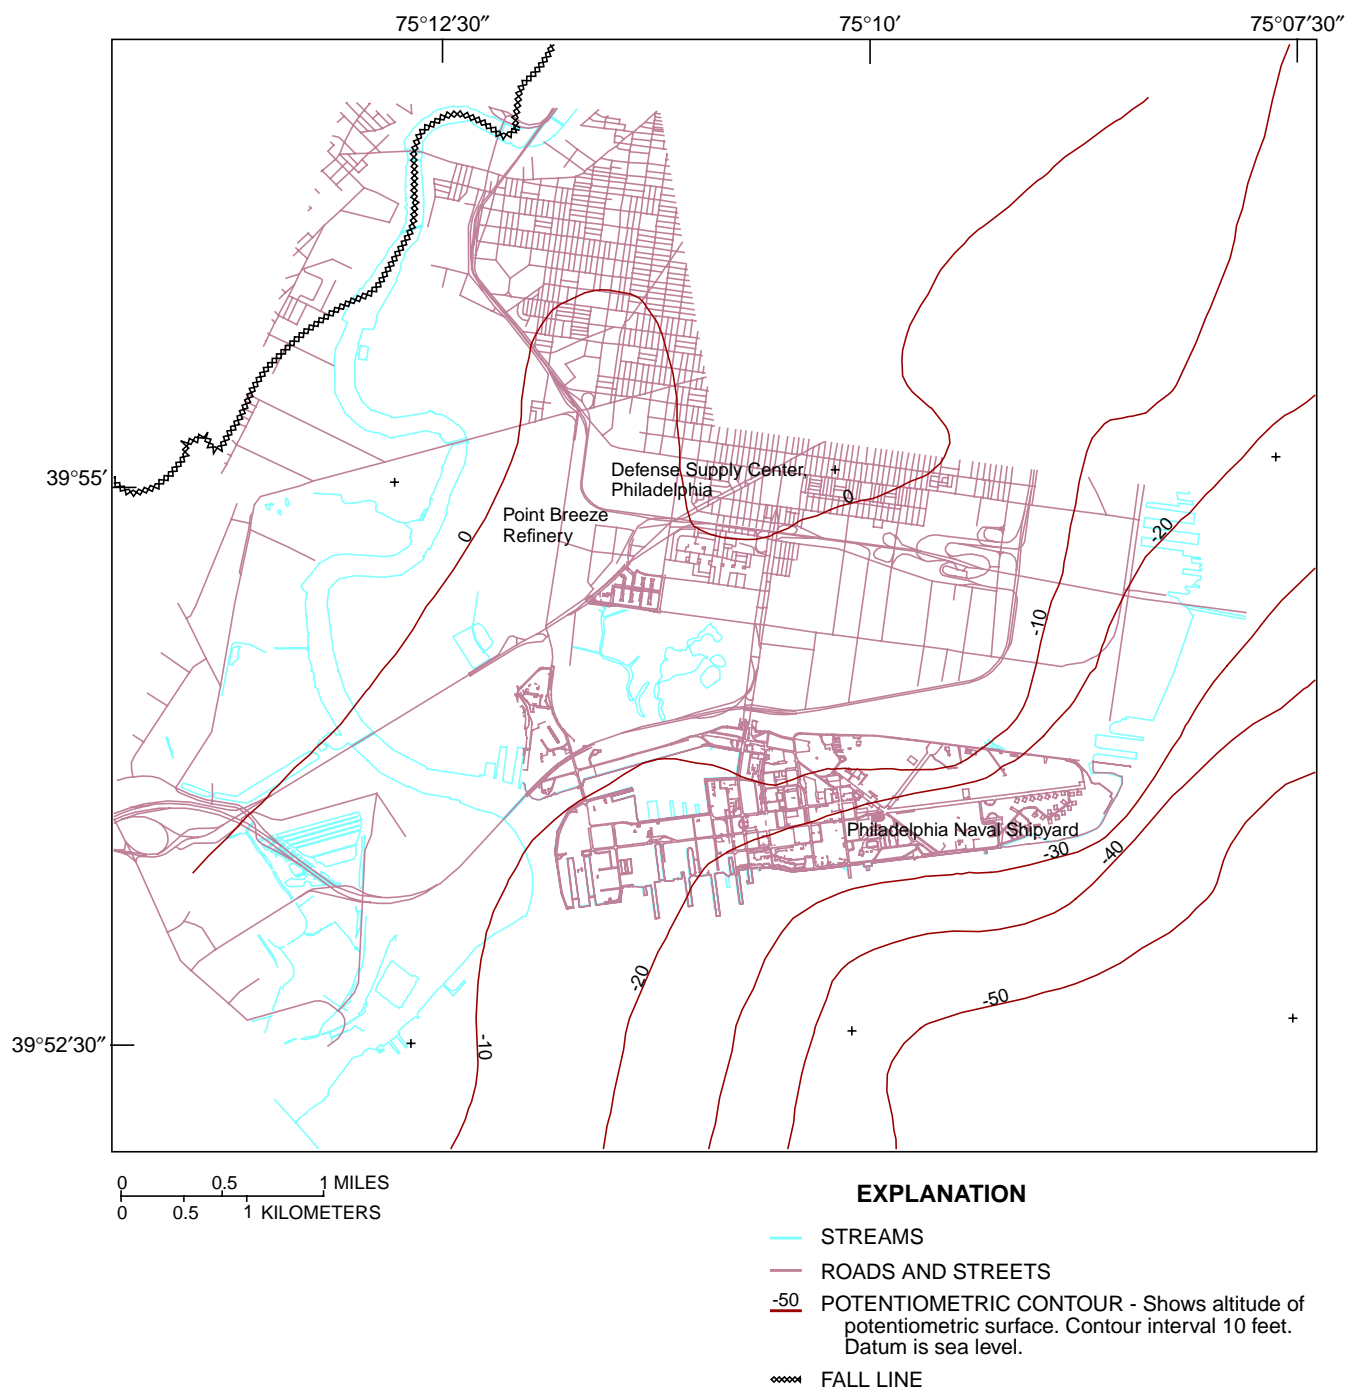 75°12′30″
75°10′
75°07′30″
39°55′
Defense Supply Center,
Philadelphia
0
Point Breeze
Refinery
0
-20
-10
Philadelphia Naval Shipyard
-30
-40
-20
-50
39°52′30″
-10
0 0.5 1 MILES
0 0.5 1 KILOMETERS
EXPLANATION
STREAMS
ROADS AND STREETS
-50 POTENTIOMETRIC CONTOUR - Shows altitude of
potentiometric surface. Contour interval 10 feet.
Datum is sea level.
FALL LINE